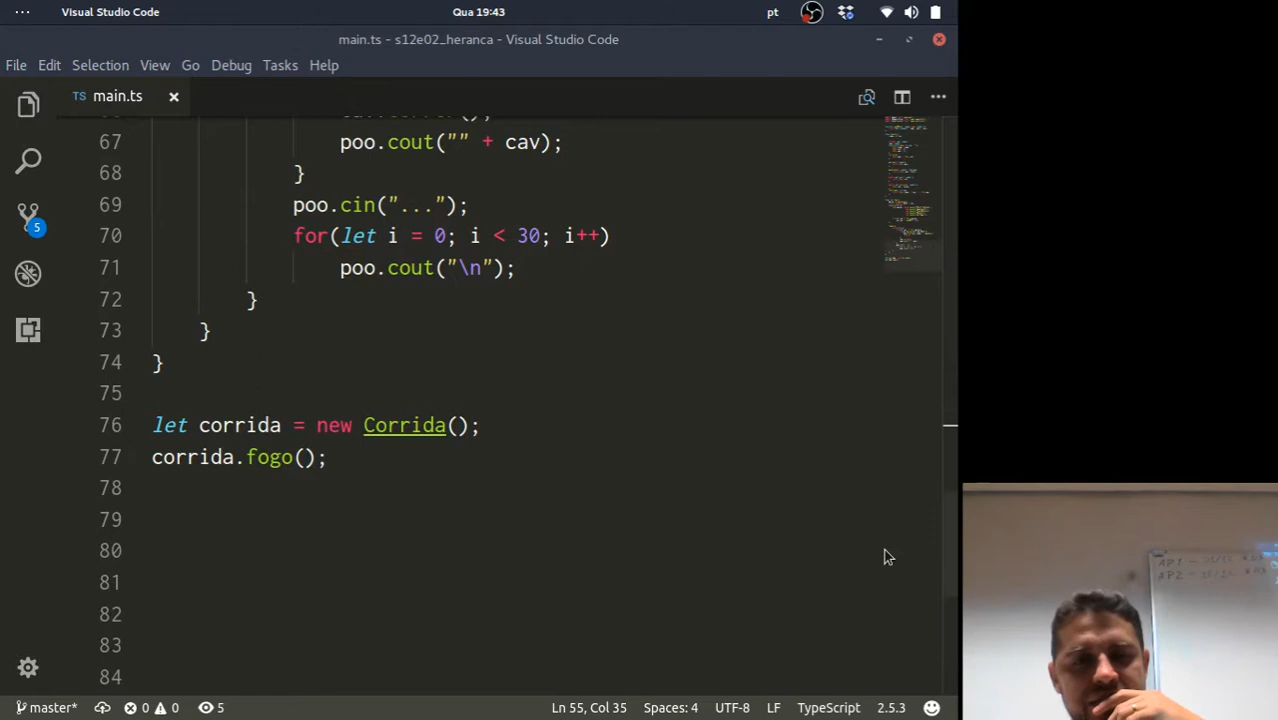 Visual Studio Code
Qua 19:43
pt
main.ts - s12e02_heranca - Visual Studio Code
File Edit Selection View Go Debug Tasks Help
TS main.ts
67 poo.cout("" + cav);
68 }
69 poo.cin("...");
70 for(let i = 0; i < 30; i++)
71 poo.cout("\n");
72 }
73 }
74 }
75
76 let corrida = new Corrida();
77 corrida.fogo();
78
79
80
81
82
83
84
5
master* 0 0 5 Ln 55, Col 35 Spaces: 4 UTF-8 LF TypeScript 2.5.3
AP1 -
AP2 -